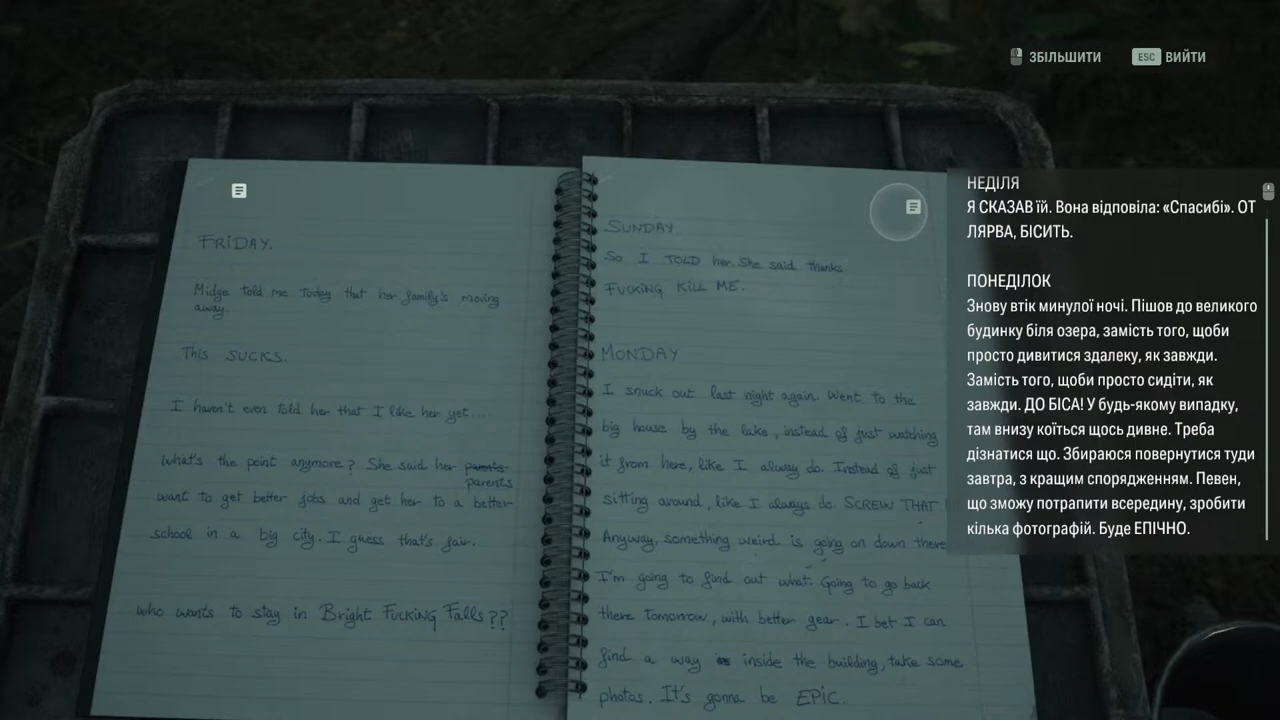 ЗБІЛЬШИТИ
ESC ВИЙТИ
FRIDAY.
Midge told me today that her family's moving
away.
This SUCKS.
I haven't even told her that I like her yet...
what's the point anymore? She said her parents
parents
want to get better jobs and get her to a better
school in a big city. I guess that's fair.
who wants to stay in Bright FUCKING Falls??
SUNDAY
So I TOLD her. She said thanks.
FUCKING KILL ME.
MONDAY
I snuck out last night again. Went to the
big house by the lake, instead of just watching
it from here, like I alway do. Instead of just
sitting around, like I always do. SCREW THAT!
Anyway, something weird is going on down there
I'm going to find out what. Going to go back
there tomorrow, with better gear. I bet I can
find a way inside the building, take some
photos. It's gonna be EPIC.
НЕДІЛЯ
Я СКАЗАВ їй. Вона відповіла: «Спасибі». ОТ
ЛЯРВА, БІСИТЬ.
ПОНЕДІЛОК
Знову втік минулої ночі. Пішов до великого
будинку біля озера, замість того, щоби
просто дивитися здалеку, як завжди.
Замість того, щоби просто сидіти, як
завжди. ДО БІСА! У будь-якому випадку,
там внизу коїться щось дивне. Треба
дізнатися що. Збираюся повернутися туди
завтра, з кращим спорядженням. Певен,
що зможу потрапити всередину, зробити
кілька фотографій. Буде ЕПІЧНО.